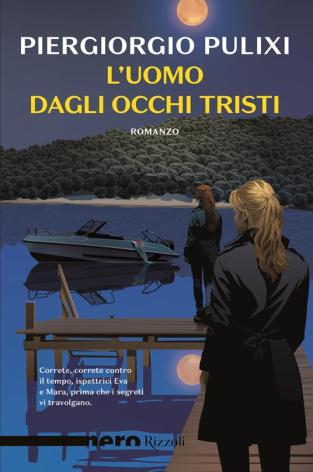 PIERGIORGIO PULIXI
L'UOMO
DAGLI OCCHI TRISTI
ROMANZO
Correte, correte contro
il tempo, ispettrici Eva
e Mara, prima che i segreti
vi travolgano.
nero Rizzoli